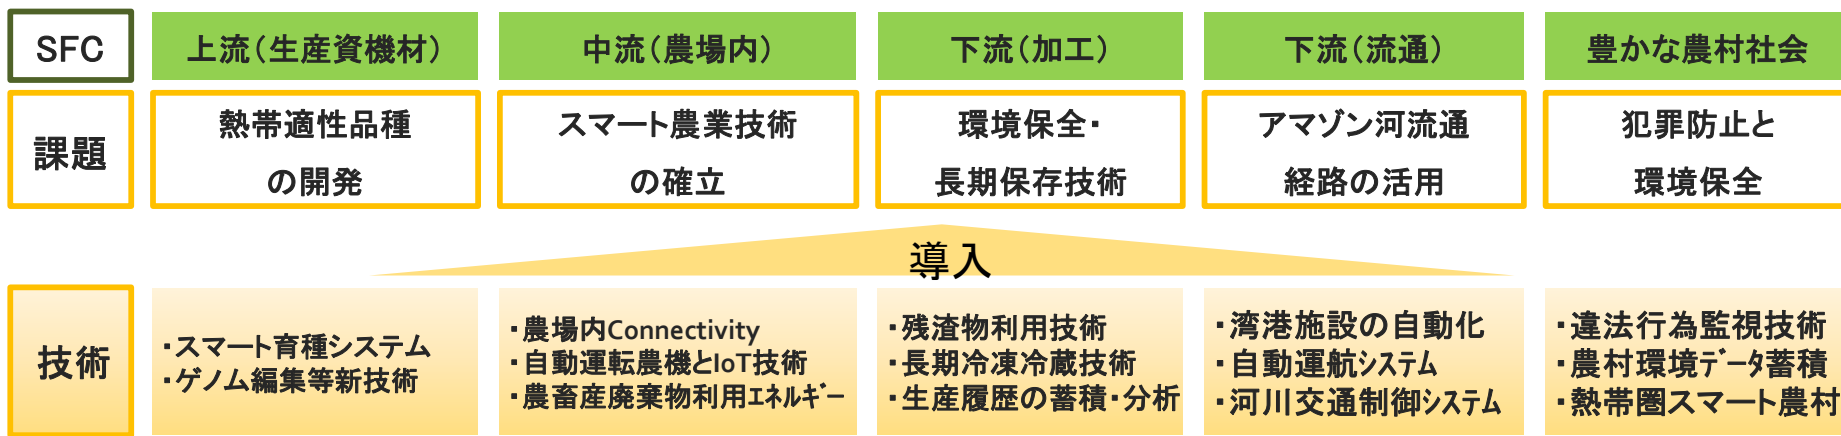 SFC
上流(生産資機材)
中流(農場内)
下流(加工)
下流(流通)
豊かな農村社会
課題
熱帯適性品種
の開発
スマート農業技術
の確立
環境保全・
長期保存技術
アマゾン河流通
経路の活用
犯罪防止と
環境保全
導入
技術
・スマート育種システム
・ゲノム編集等新技術
・農場内Connectivity
・自動運転農機とIoT技術
・農畜産廃棄物利用ｴﾈﾙｷﾞｰ
・残渣物利用技術
・長期冷凍冷蔵技術
・生産履歴の蓄積・分析
・湾港施設の自動化
・自動運航ｼｽﾃﾑ
・河川交通制御ｼｽﾃﾑ
・違法行為監視技術
・農村環境ﾃﾞｰﾀ蓄積
・熱帯圏スマート農村